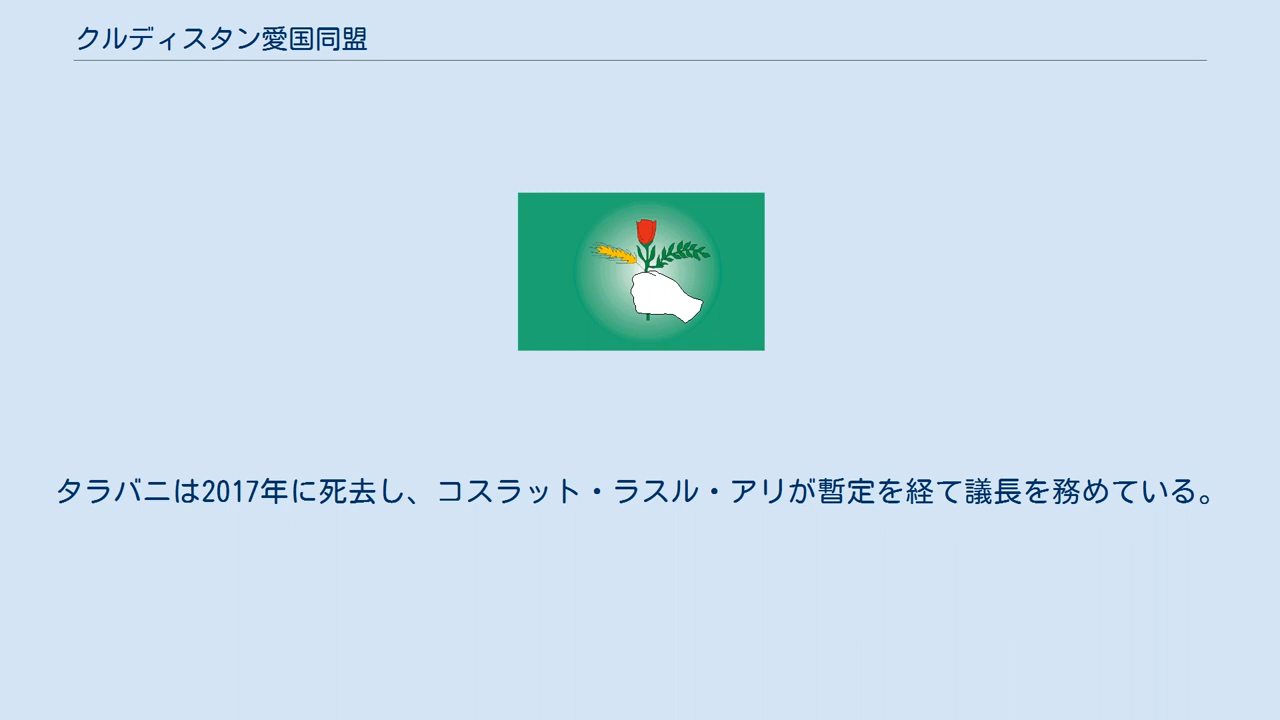 クルディスタン愛国同盟
タラバニは2017年に死去し、コスラット・ラスル・アリが暫定を経て議長を務めている。